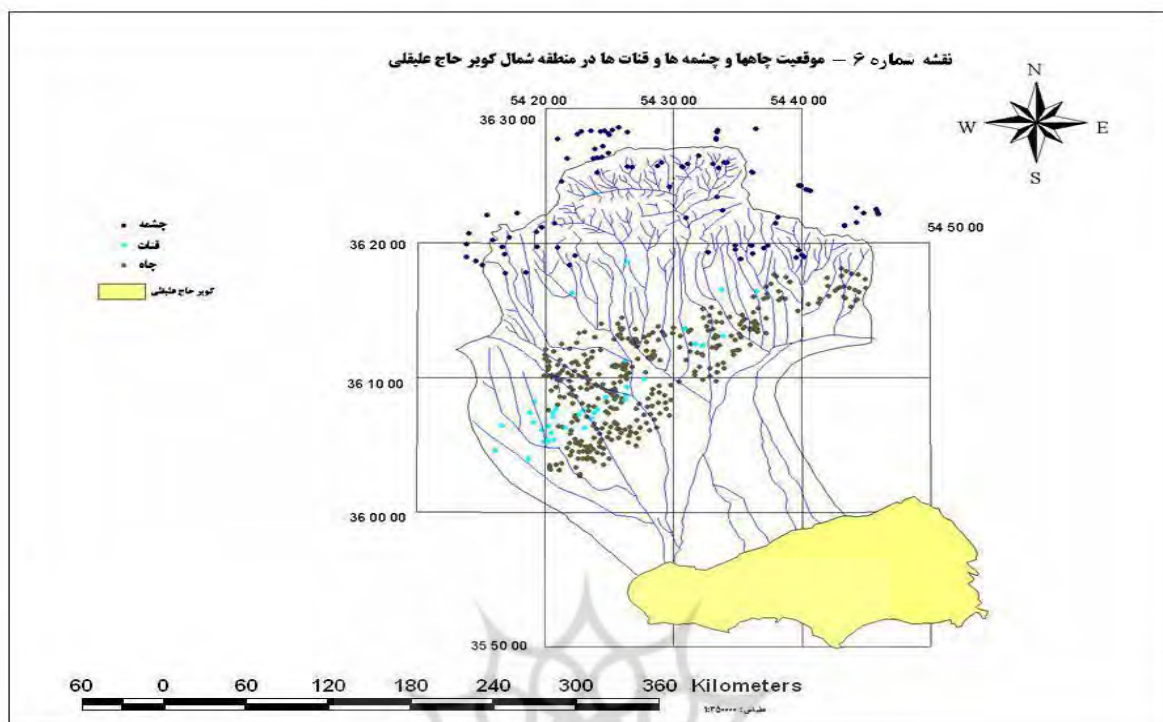 نقشه شماره ۶ – موقعیت چاهها و چشمه ها و قنات ها در منطقه شمال کویر حاج علیقلی
54 20 00
54 30 00
54 40 00
36 30 00
N
W
E
S
چشمه
قنات
چاه
کویر حاج علیقلی
54 50 00
36 20 00
36 10 00
36 00 00
35 50 00
60 0 60 120 180 240 300 360 Kilometers
مقیاس: ۱:۳۵۰۰۰۰